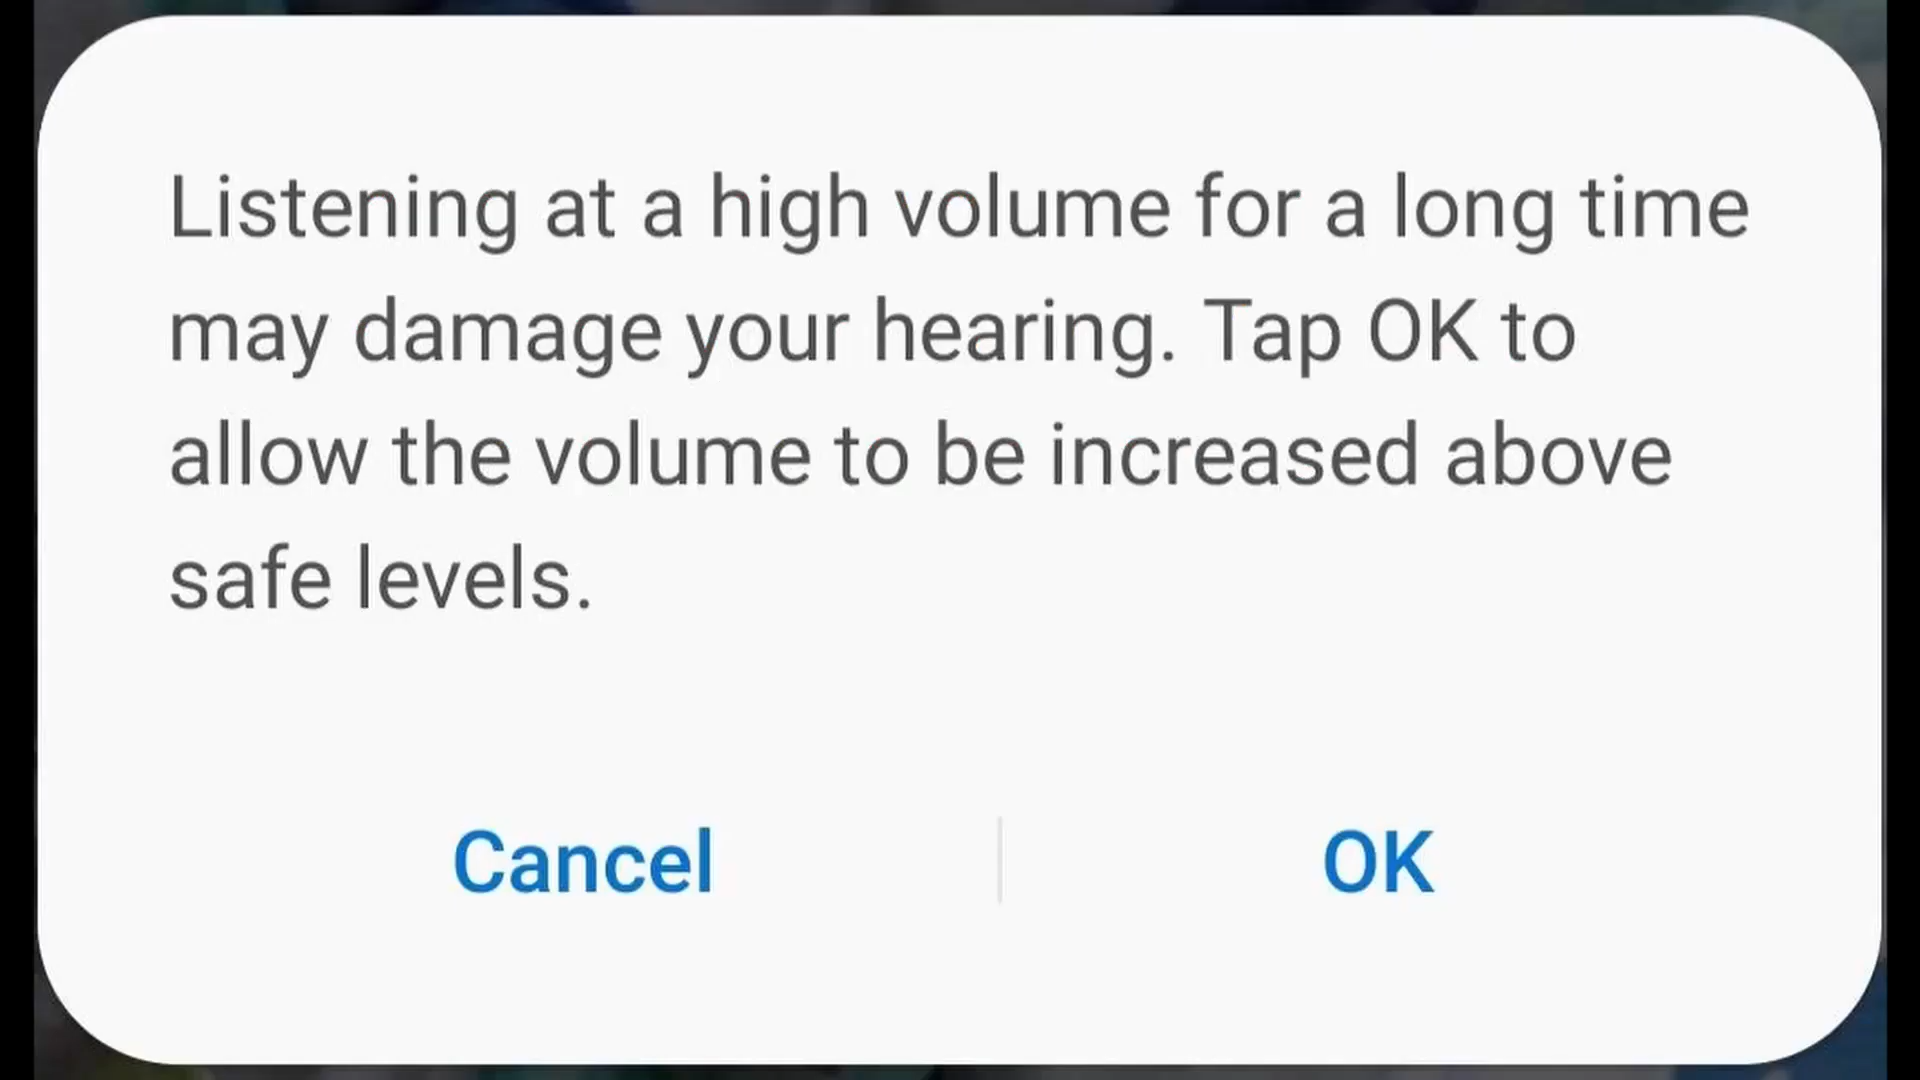 Listening at a high volume for a long time
may damage your hearing. Tap OK to
allow the volume to be increased above
safe levels.
Cancel
OK